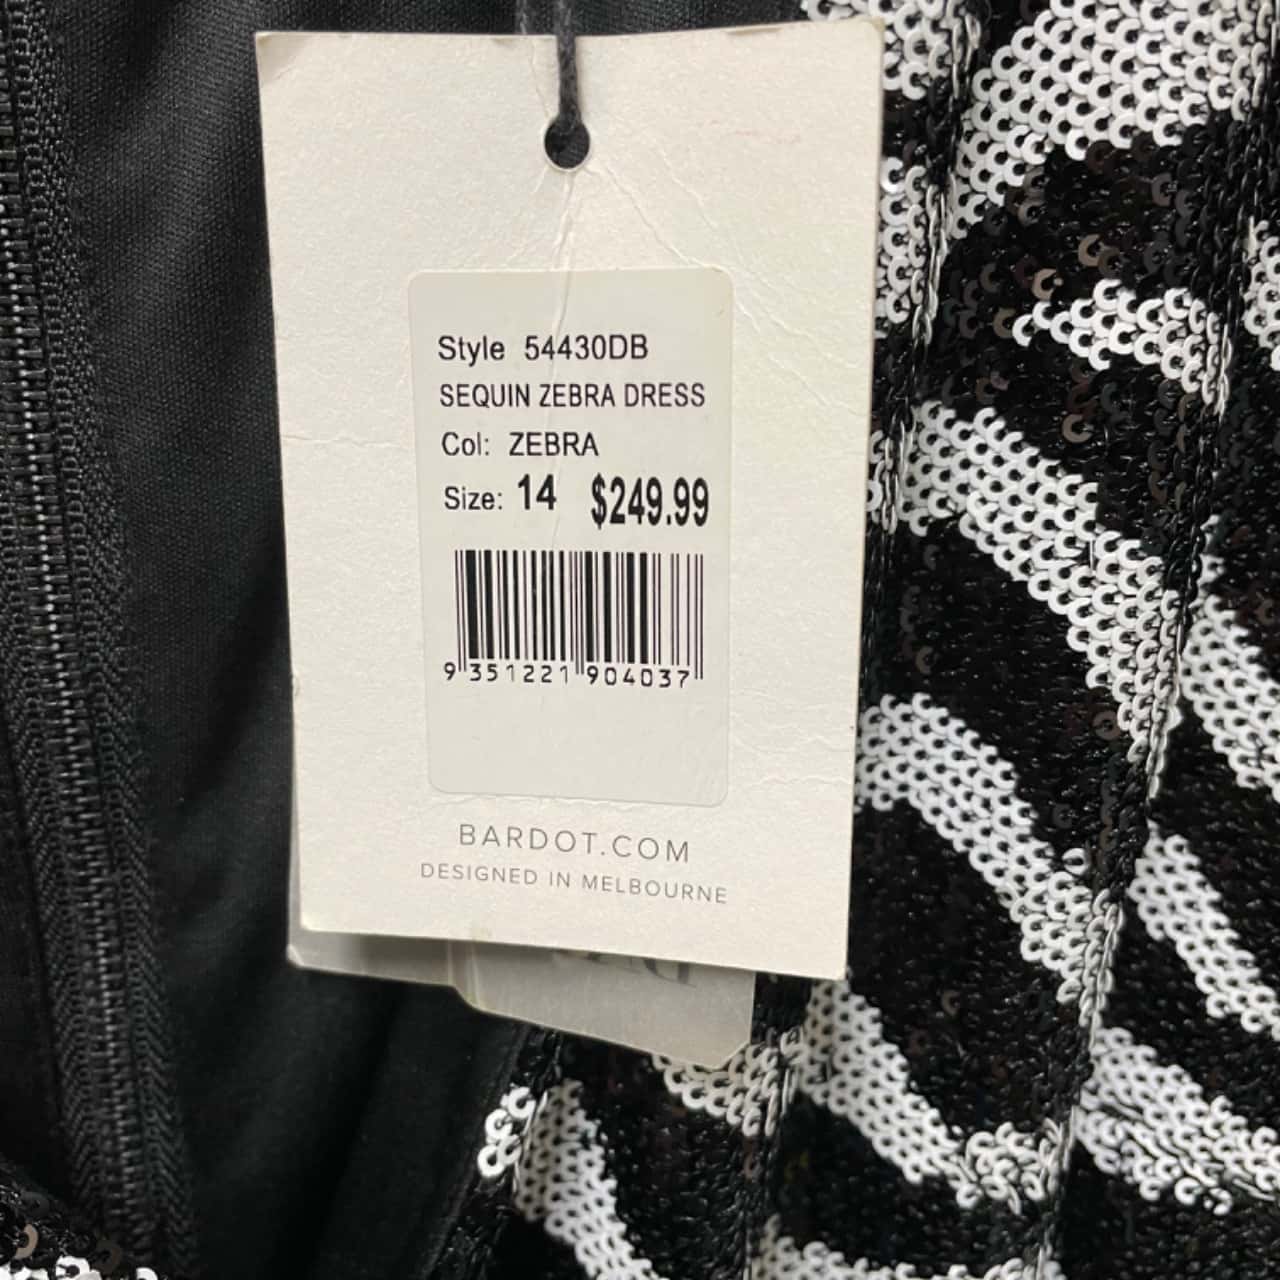 Style 54430DB
SEQUIN ZEBRA DRESS
Col: ZEBRA
Size: 14 $249.99
9 351221 904037
BARDOT.COM
DESIGNED IN MELBOURNE